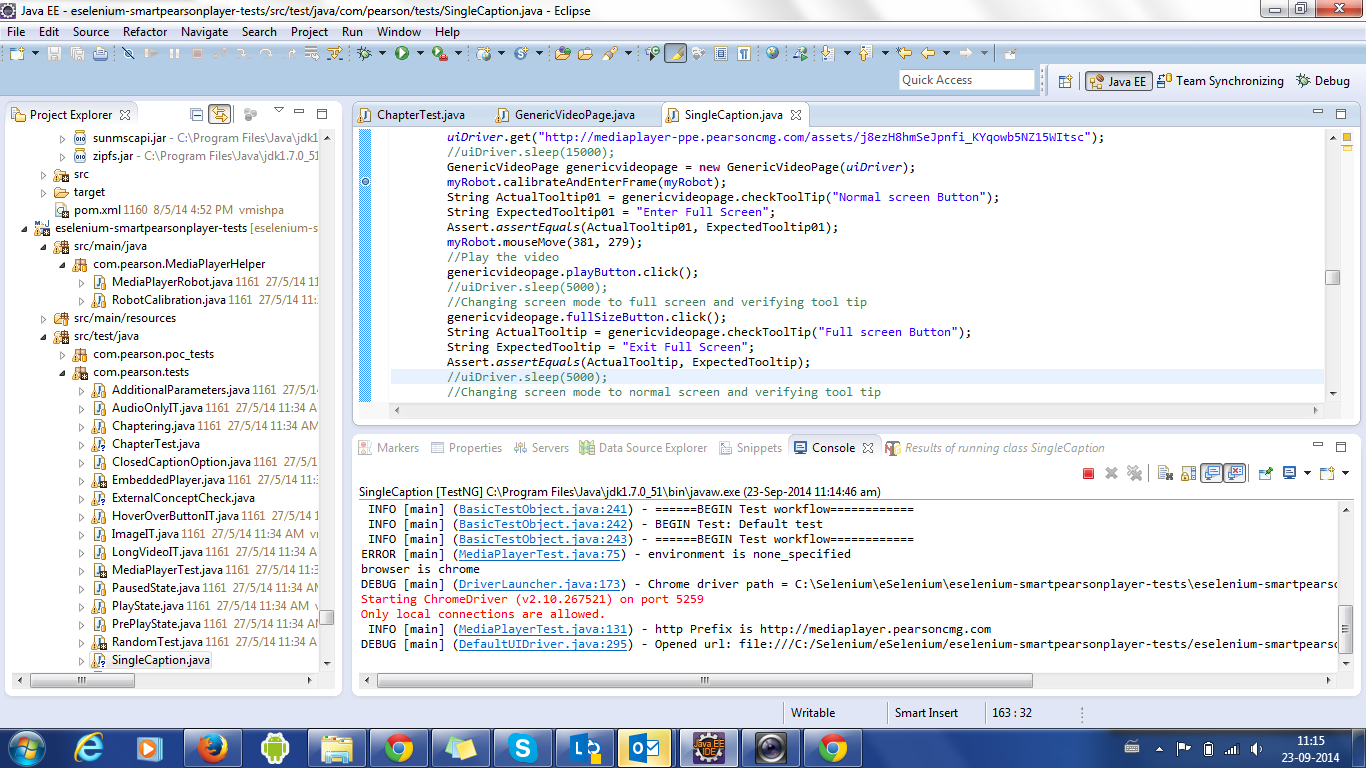 Java EE - eselenium-smartpearsonplayer-tests/src/test/java/com/pearson/tests/SingleCaption.java - Eclipse
File Edit Source Refactor Navigate Search Project Run Window Help
Quick Access
Java EE
Team Synchronizing
Debug
Project Explorer
sunmscapi.jar - C:\Program Files\Java\jdk1
zipfs.jar - C:\Program Files\Java\jdk1.7.0_51
src
target
pom.xml 1160 8/5/14 4:52 PM vmishpa
eselenium-smartpearsonplayer-tests [eselenium-s
src/main/java
com.pearson.MediaPlayerHelper
MediaPlayerRobot.java 1161 27/5/14 11
RobotCalibration.java 1161 27/5/14 11:
src/main/resources
src/test/java
com.pearson.poc_tests
com.pearson.tests
AdditionalParameters.java 1161 27/5/14
AudioOnlyIT.java 1161 27/5/14 11:34 A
Chaptering.java 1161 27/5/14 11:34 AM
ChapterTest.java
ClosedCaptionOption.java 1161 27/5/1
EmbeddedPlayer.java 1161 27/5/14 11:
ExternalConceptCheck.java
HoverOverButtonIT.java 1161 27/5/14
ImageIT.java 1161 27/5/14 11:34 AM vm
LongVideoIT.java 1161 27/5/14 11:34 A
MediaPlayerTest.java 1161 27/5/14 11:3
PausedState.java 1161 27/5/14 11:34 A
PlayState.java 1161 27/5/14 11:34 AM v
PrePlayState.java 1161 27/5/14 11:34 A
RandomTest.java 1161 27/5/14 11:34 A
SingleCaption.java
ChapterTest.java
GenericVideoPage.java
SingleCaption.java
uiDriver.get("http://mediaplayer-ppe.pearsoncmg.com/assets/j8ezH8hmSeJpnfi_KYqowb5NZ15WItsc");
//uiDriver.sleep(15000);
GenericVideoPage genericvideopage = new GenericVideoPage(uiDriver);
myRobot.calibrateAndEnterFrame(myRobot);
String ActualTooltip01 = genericvideopage.checkToolTip("Normal screen Button");
String ExpectedTooltip01 = "Enter Full Screen";
Assert.assertEquals(ActualTooltip01, ExpectedTooltip01);
myRobot.mouseMove(381, 279);
//Play the video
genericvideopage.playButton.click();
//uiDriver.sleep(5000);
//Changing screen mode to full screen and verifying tool tip
genericvideopage.fullSizeButton.click();
String ActualTooltip = genericvideopage.checkToolTip("Full screen Button");
String ExpectedTooltip = "Exit Full Screen";
Assert.assertEquals(ActualTooltip, ExpectedTooltip);
//uiDriver.sleep(5000);
//Changing screen mode to normal screen and verifying tool tip
Markers
Properties
Servers
Data Source Explorer
Snippets
Console
Results of running class SingleCaption
SingleCaption [TestNG] C:\Program Files\Java\jdk1.7.0_51\bin\javaw.exe (23-Sep-2014 11:14:46 am)
INFO [main] (BasicTestObject.java:241) - ======BEGIN Test workflow============
INFO [main] (BasicTestObject.java:242) - BEGIN Test: Default test
INFO [main] (BasicTestObject.java:243) - ======BEGIN Test workflow============
ERROR [main] (MediaPlayerTest.java:75) - environment is none_specified
browser is chrome
DEBUG [main] (DriverLauncher.java:173) - Chrome driver path = C:\Selenium\eSelenium\eselenium-smartpearsonplayer-tests\eselenium-smartpearso
Starting ChromeDriver (v2.10.267521) on port 5259
Only local connections are allowed.
INFO [main] (MediaPlayerTest.java:131) - http Prefix is http://mediaplayer.pearsoncmg.com
DEBUG [main] (DefaultUIDriver.java:295) - Opened url: file:///C:/Selenium/eSelenium/eselenium-smartpearsonplayer-tests/eselenium-smartpearso
Writable
Smart Insert
163 : 32
Java EE IDE
11:15
23-09-2014